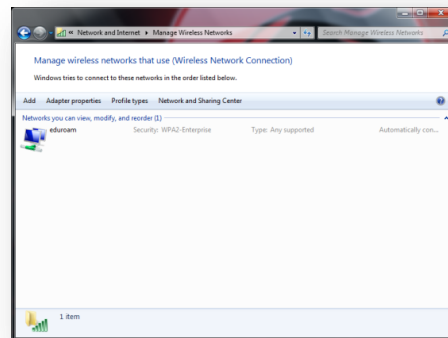 « Network and Internet ▸ Manage Wireless Networks
Search Manage Wireless Networks
Manage wireless networks that use (Wireless Network Connection)
Windows tries to connect to these networks in the order listed below.
Add Adapter properties Profile types Network and Sharing Center
Networks you can view, modify, and reorder (1)
eduroam Security: WPA2-Enterprise Type: Any supported Automatically con...
1 item